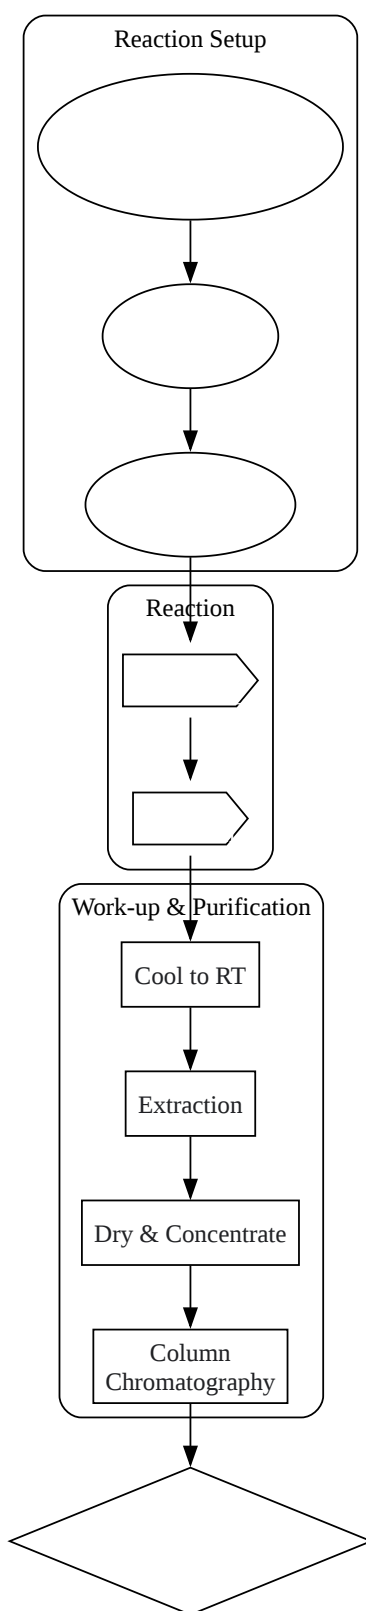 Reaction Setup
Reaction
Work-up & Purification
Cool to RT
Extraction
Dry & Concentrate
Column
Chromatography